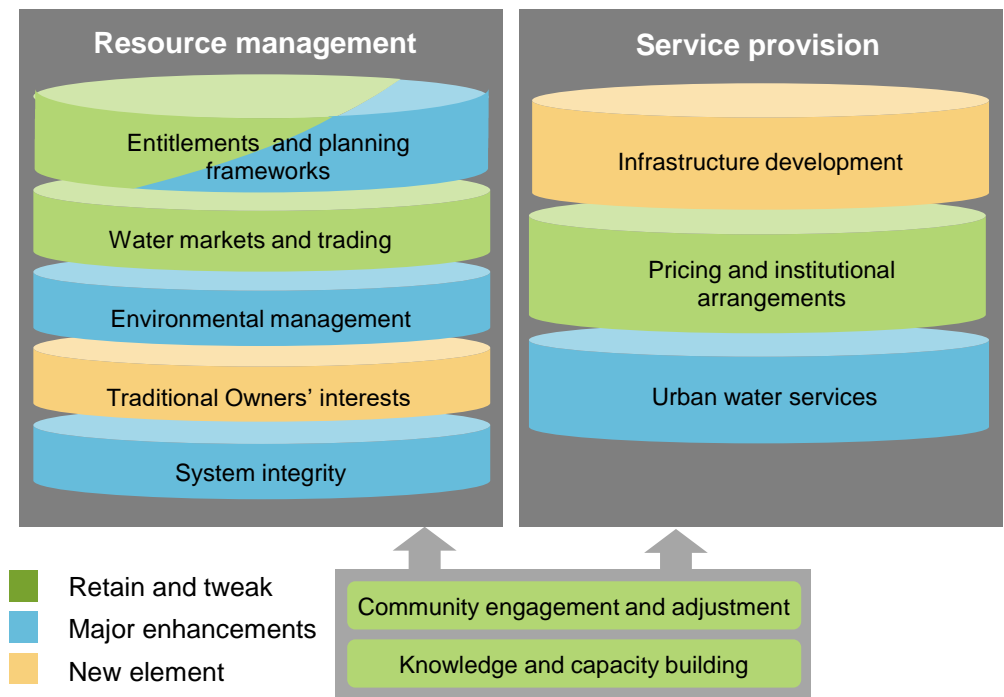 Resource management
Entitlements and planning
frameworks
Water markets and trading
Environmental management
Traditional Owners’ interests
System integrity
Service provision
Infrastructure development
Pricing and institutional
arrangements
Urban water services
Retain and tweak
Major enhancements
New element
Community engagement and adjustment
Knowledge and capacity building